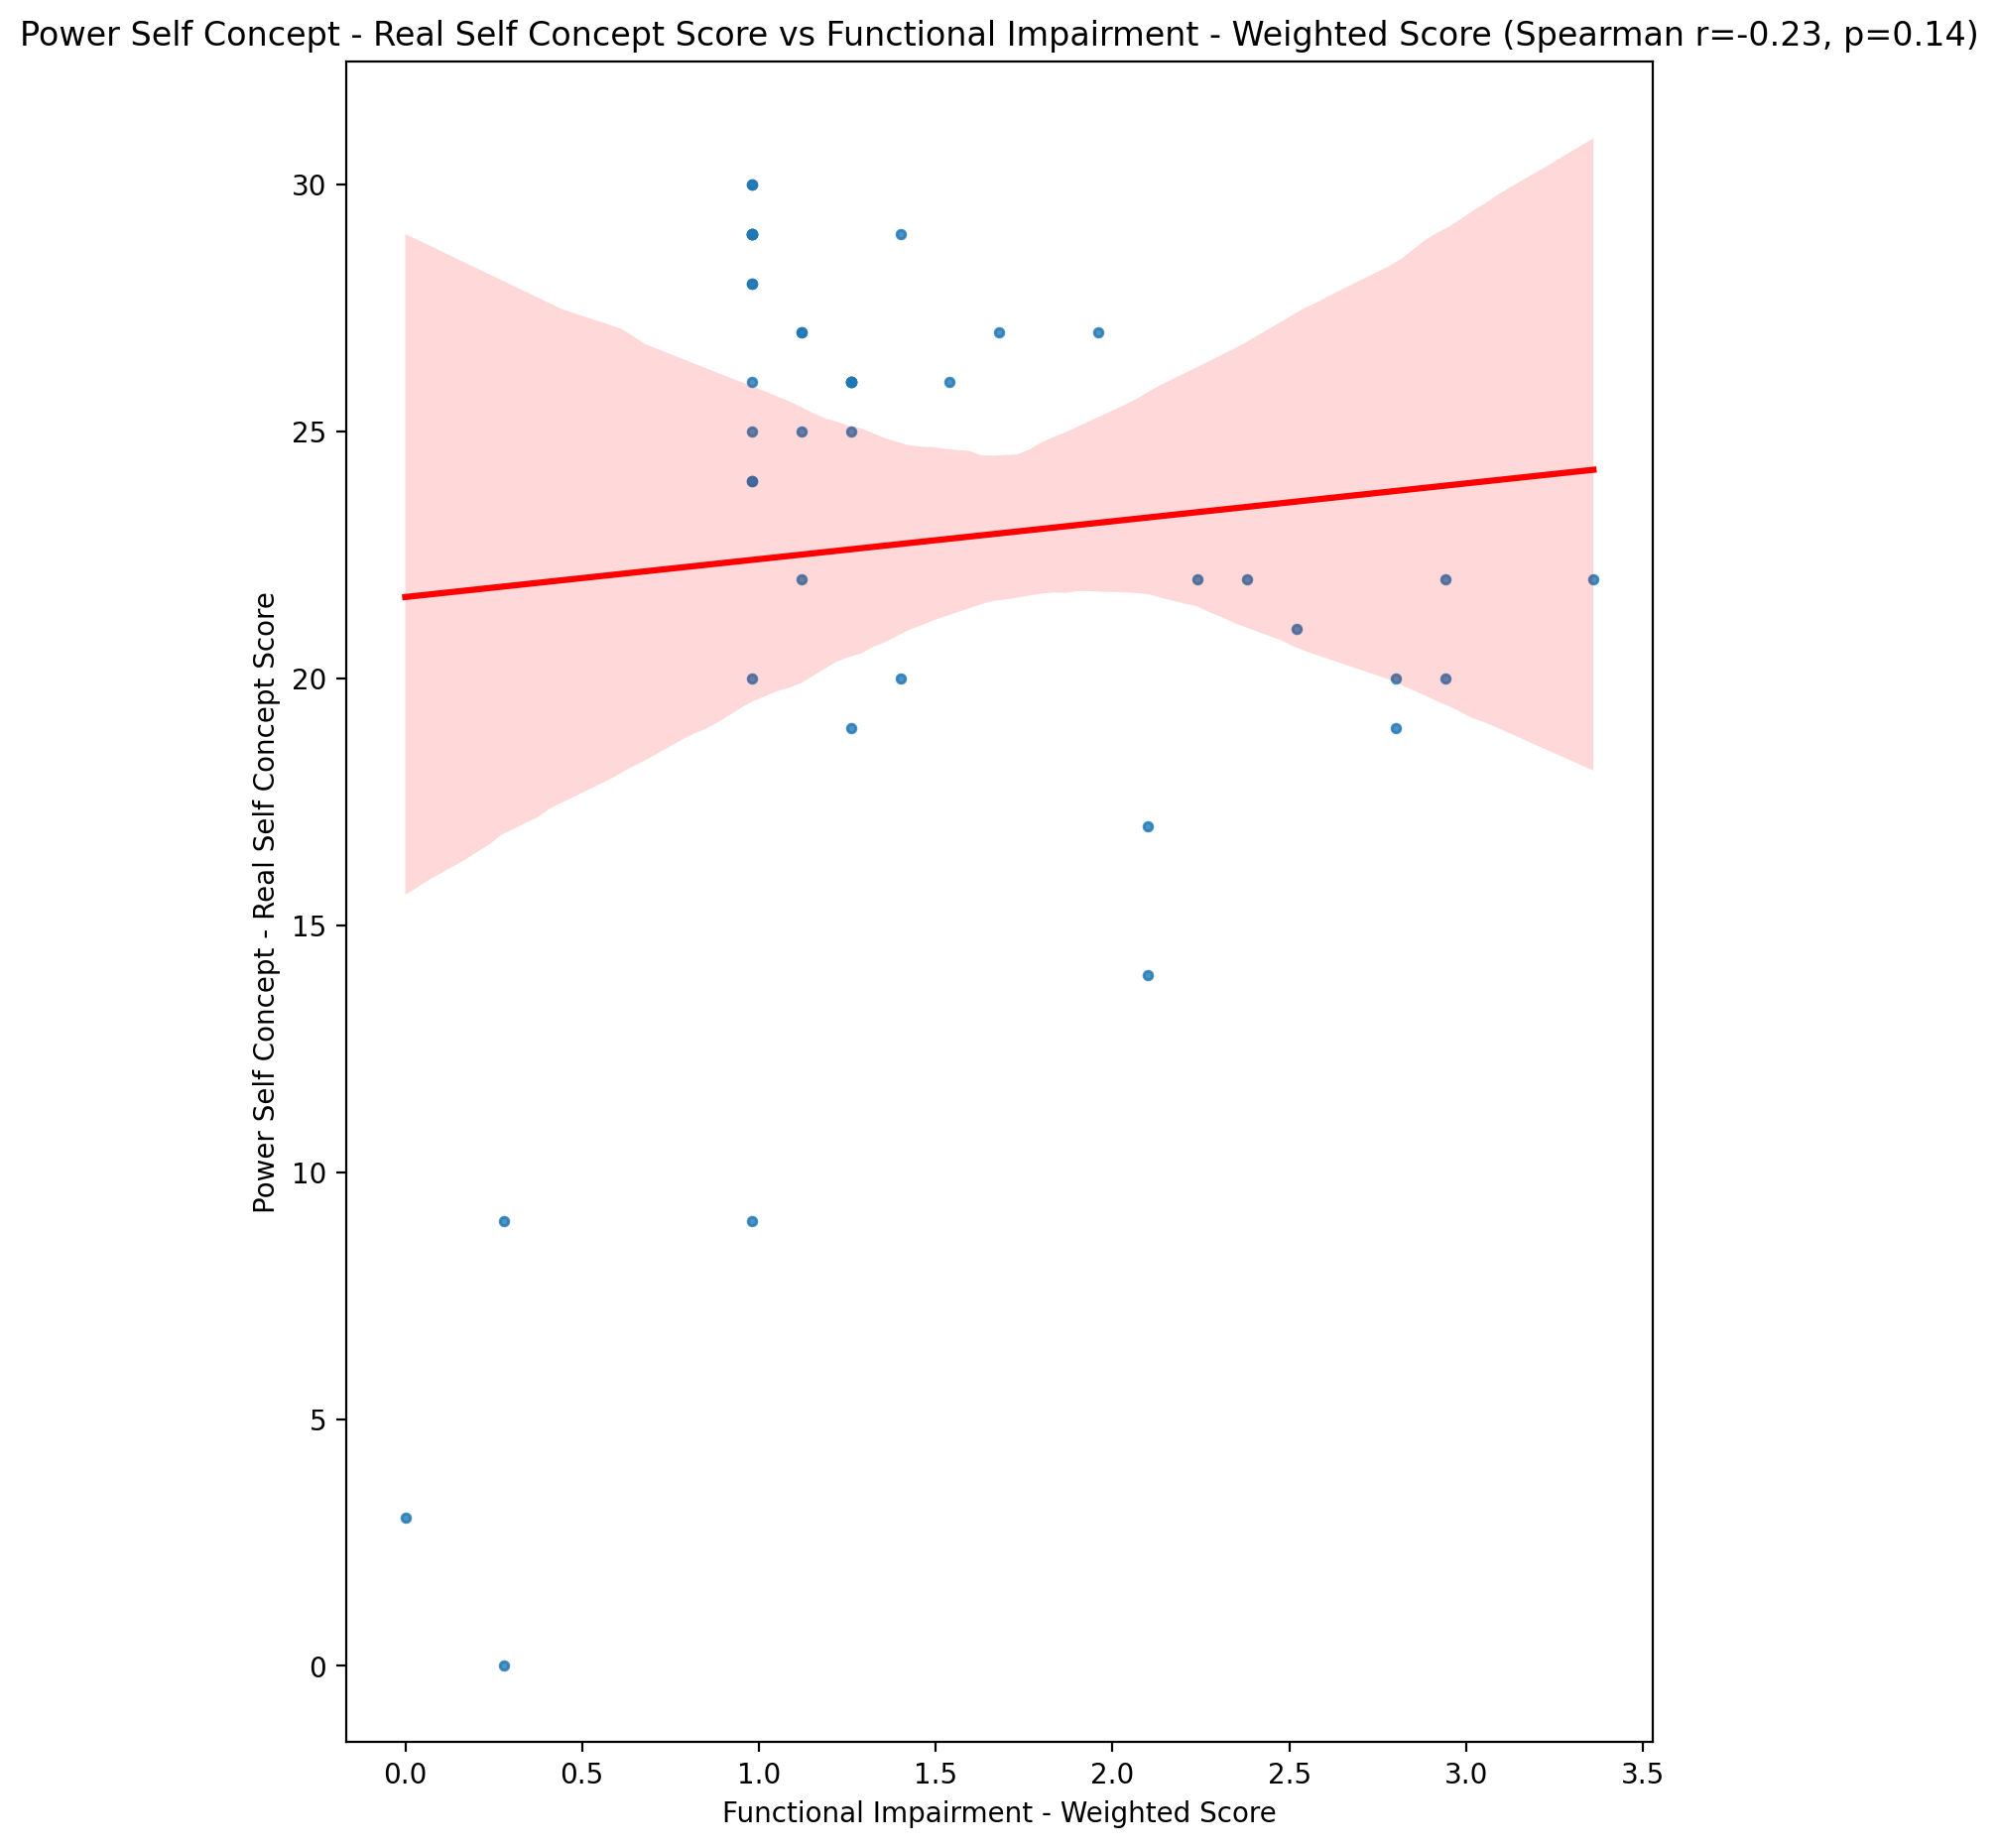 Power Self Concept - Real Self Concept Score vs Functional Impairment - Weighted Score (Spearman r=-0.23, p=0.14)
Power Self Concept - Real Self Concept Score
30
25
20
15
10
5
0
0.0 0.5 1.0 1.5 2.0 2.5 3.0 3.5
Functional Impairment - Weighted Score